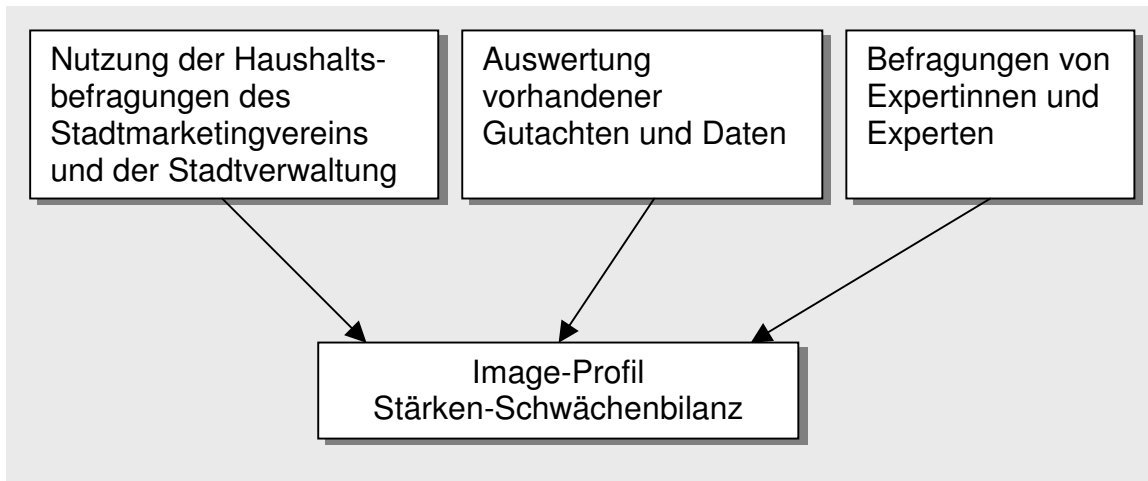 Nutzung der Haushalts-
befragungen des
Stadtmarketingvereins
und der Stadtverwaltung
Auswertung
vorhandener
Gutachten und Daten
Befragungen von
Expertinnen und
Experten
Image-Profil
Stärken-Schwächenbilanz